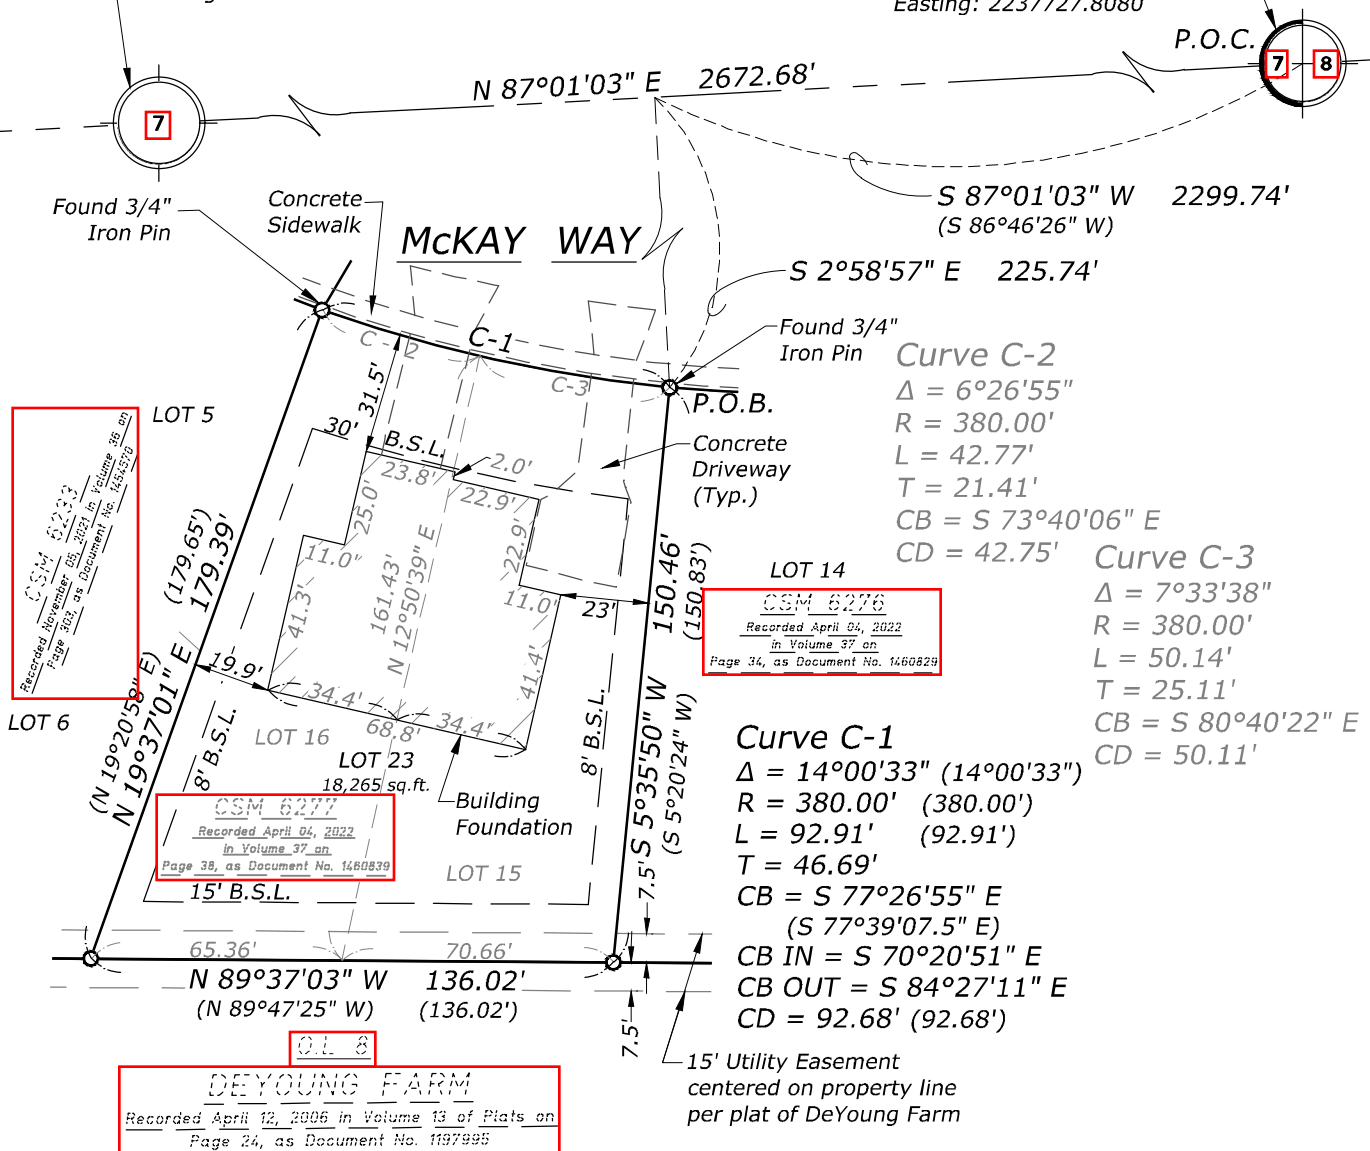 Easting: 2237727.8080
P.O.C.
7 8
N 87°01'03" E 2672.68'
7
S 87°01'03" W 2299.74'
(S 86°46'26" W)
Found 3/4"
Iron Pin
Concrete
Sidewalk
McKAY WAY
S 2°58'57" E 225.74'
Found 3/4"
Iron Pin
C-1
C-2
C-3
P.O.B.
Curve C-2
Δ = 6°26'55"
R = 380.00'
L = 42.77'
T = 21.41'
CB = S 73°40'06" E
CD = 42.75'
Concrete
Driveway
(Typ.)
31.5'
30'
B.S.L.
2.0'
23.8'
22.9'
25.0'
22.9'
11.0"
11.0'
41.3'
161.43'
N 12°50'39" E
23'
41.4'
19.9'
34.4'
34.4'
68.8'
LOT 5
CSM 6233
Recorded November 05, 2021 in Volume 36 on
Page 303, as Document No. 1454570
LOT 6
(179.65')
179.39'
N 19°37'01" E
(N 19°20'58" E)
150.46'
(150.83')
S 5°35'50" W
(S 5°20'24" W)
LOT 14
CSM 6276
Recorded April 04, 2022
in Volume 37 on
Page 34, as Document No. 1460829
Curve C-3
Δ = 7°33'38"
R = 380.00'
L = 50.14'
T = 25.11'
CB = S 80°40'22" E
CD = 50.11'
LOT 16
LOT 23
18,265 sq.ft.
Building
Foundation
8' B.S.L.
8' B.S.L.
CSM 6277
Recorded April 04, 2022
in Volume 37 on
Page 38, as Document No. 1460839
LOT 15
15' B.S.L.
Curve C-1
Δ = 14°00'33" (14°00'33")
R = 380.00' (380.00')
L = 92.91' (92.91')
T = 46.69'
CB = S 77°26'55" E
(S 77°39'07.5" E)
CB IN = S 70°20'51" E
CB OUT = S 84°27'11" E
CD = 92.68' (92.68')
7.5'
65.36' 70.66'
N 89°37'03" W 136.02'
(N 89°47'25" W) (136.02')
7.5'
15' Utility Easement
centered on property line
per plat of DeYoung Farm
O.L 8
DEYOUNG FARM
Recorded April 12, 2006 in Volume 13 of Plats on
Page 24, as Document No. 1197995